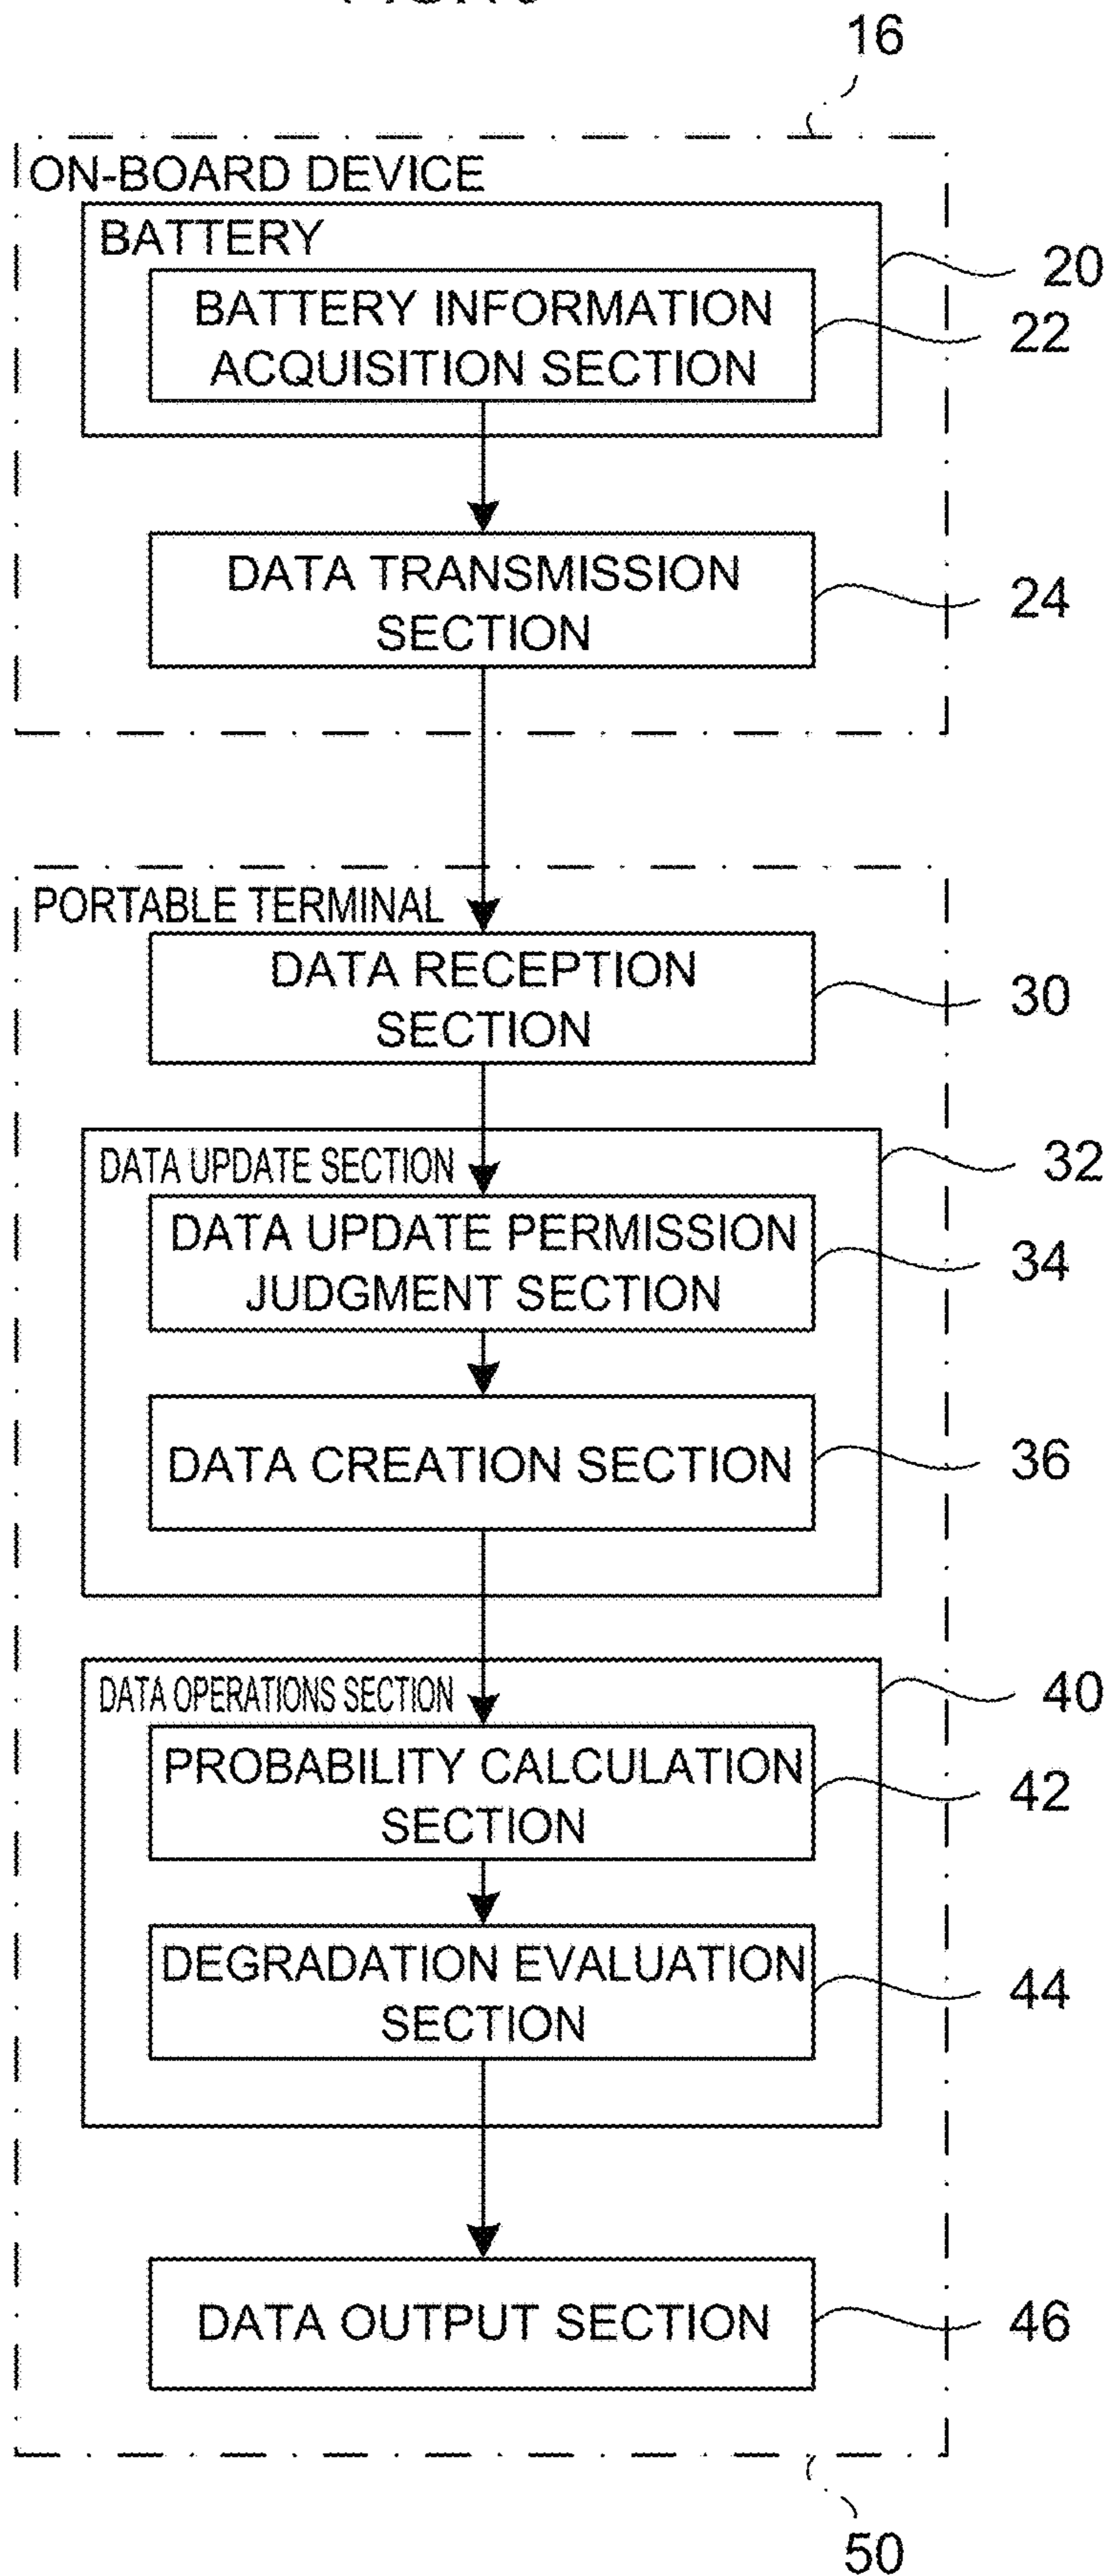 16
ON-BOARD DEVICE
BATTERY
20
BATTERY INFORMATION
ACQUISITION SECTION
22
DATA TRANSMISSION
SECTION
24
PORTABLE TERMINAL
DATA RECEPTION
SECTION
30
DATA UPDATE SECTION
32
DATA UPDATE PERMISSION
JUDGMENT SECTION
34
DATA CREATION SECTION
36
DATA OPERATIONS SECTION
40
PROBABILITY CALCULATION
SECTION
42
DEGRADATION EVALUATION
SECTION
44
DATA OUTPUT SECTION
46
50